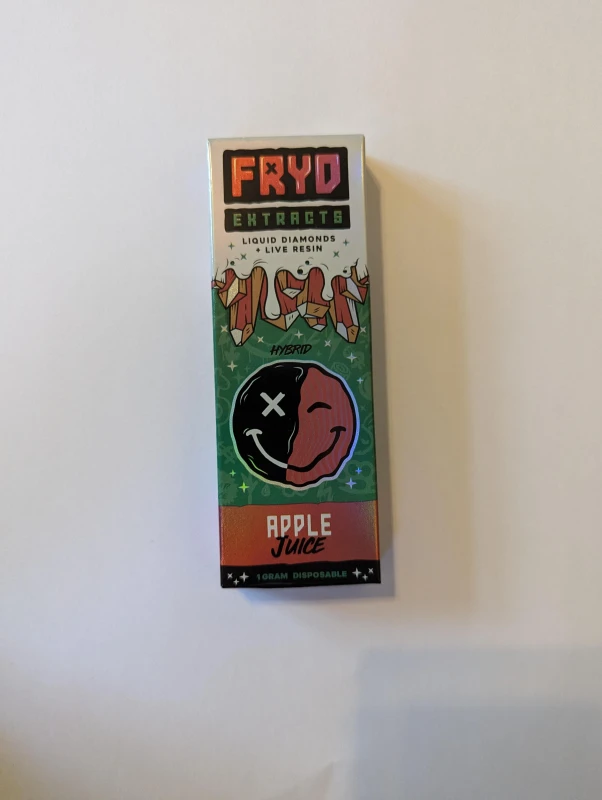 FRYD
EXTRACTS
LIQUID DIAMONDS
+ LIVE RESIN
HYBRID
APPLE
JUICE
1 GRAM DISPOSABLE